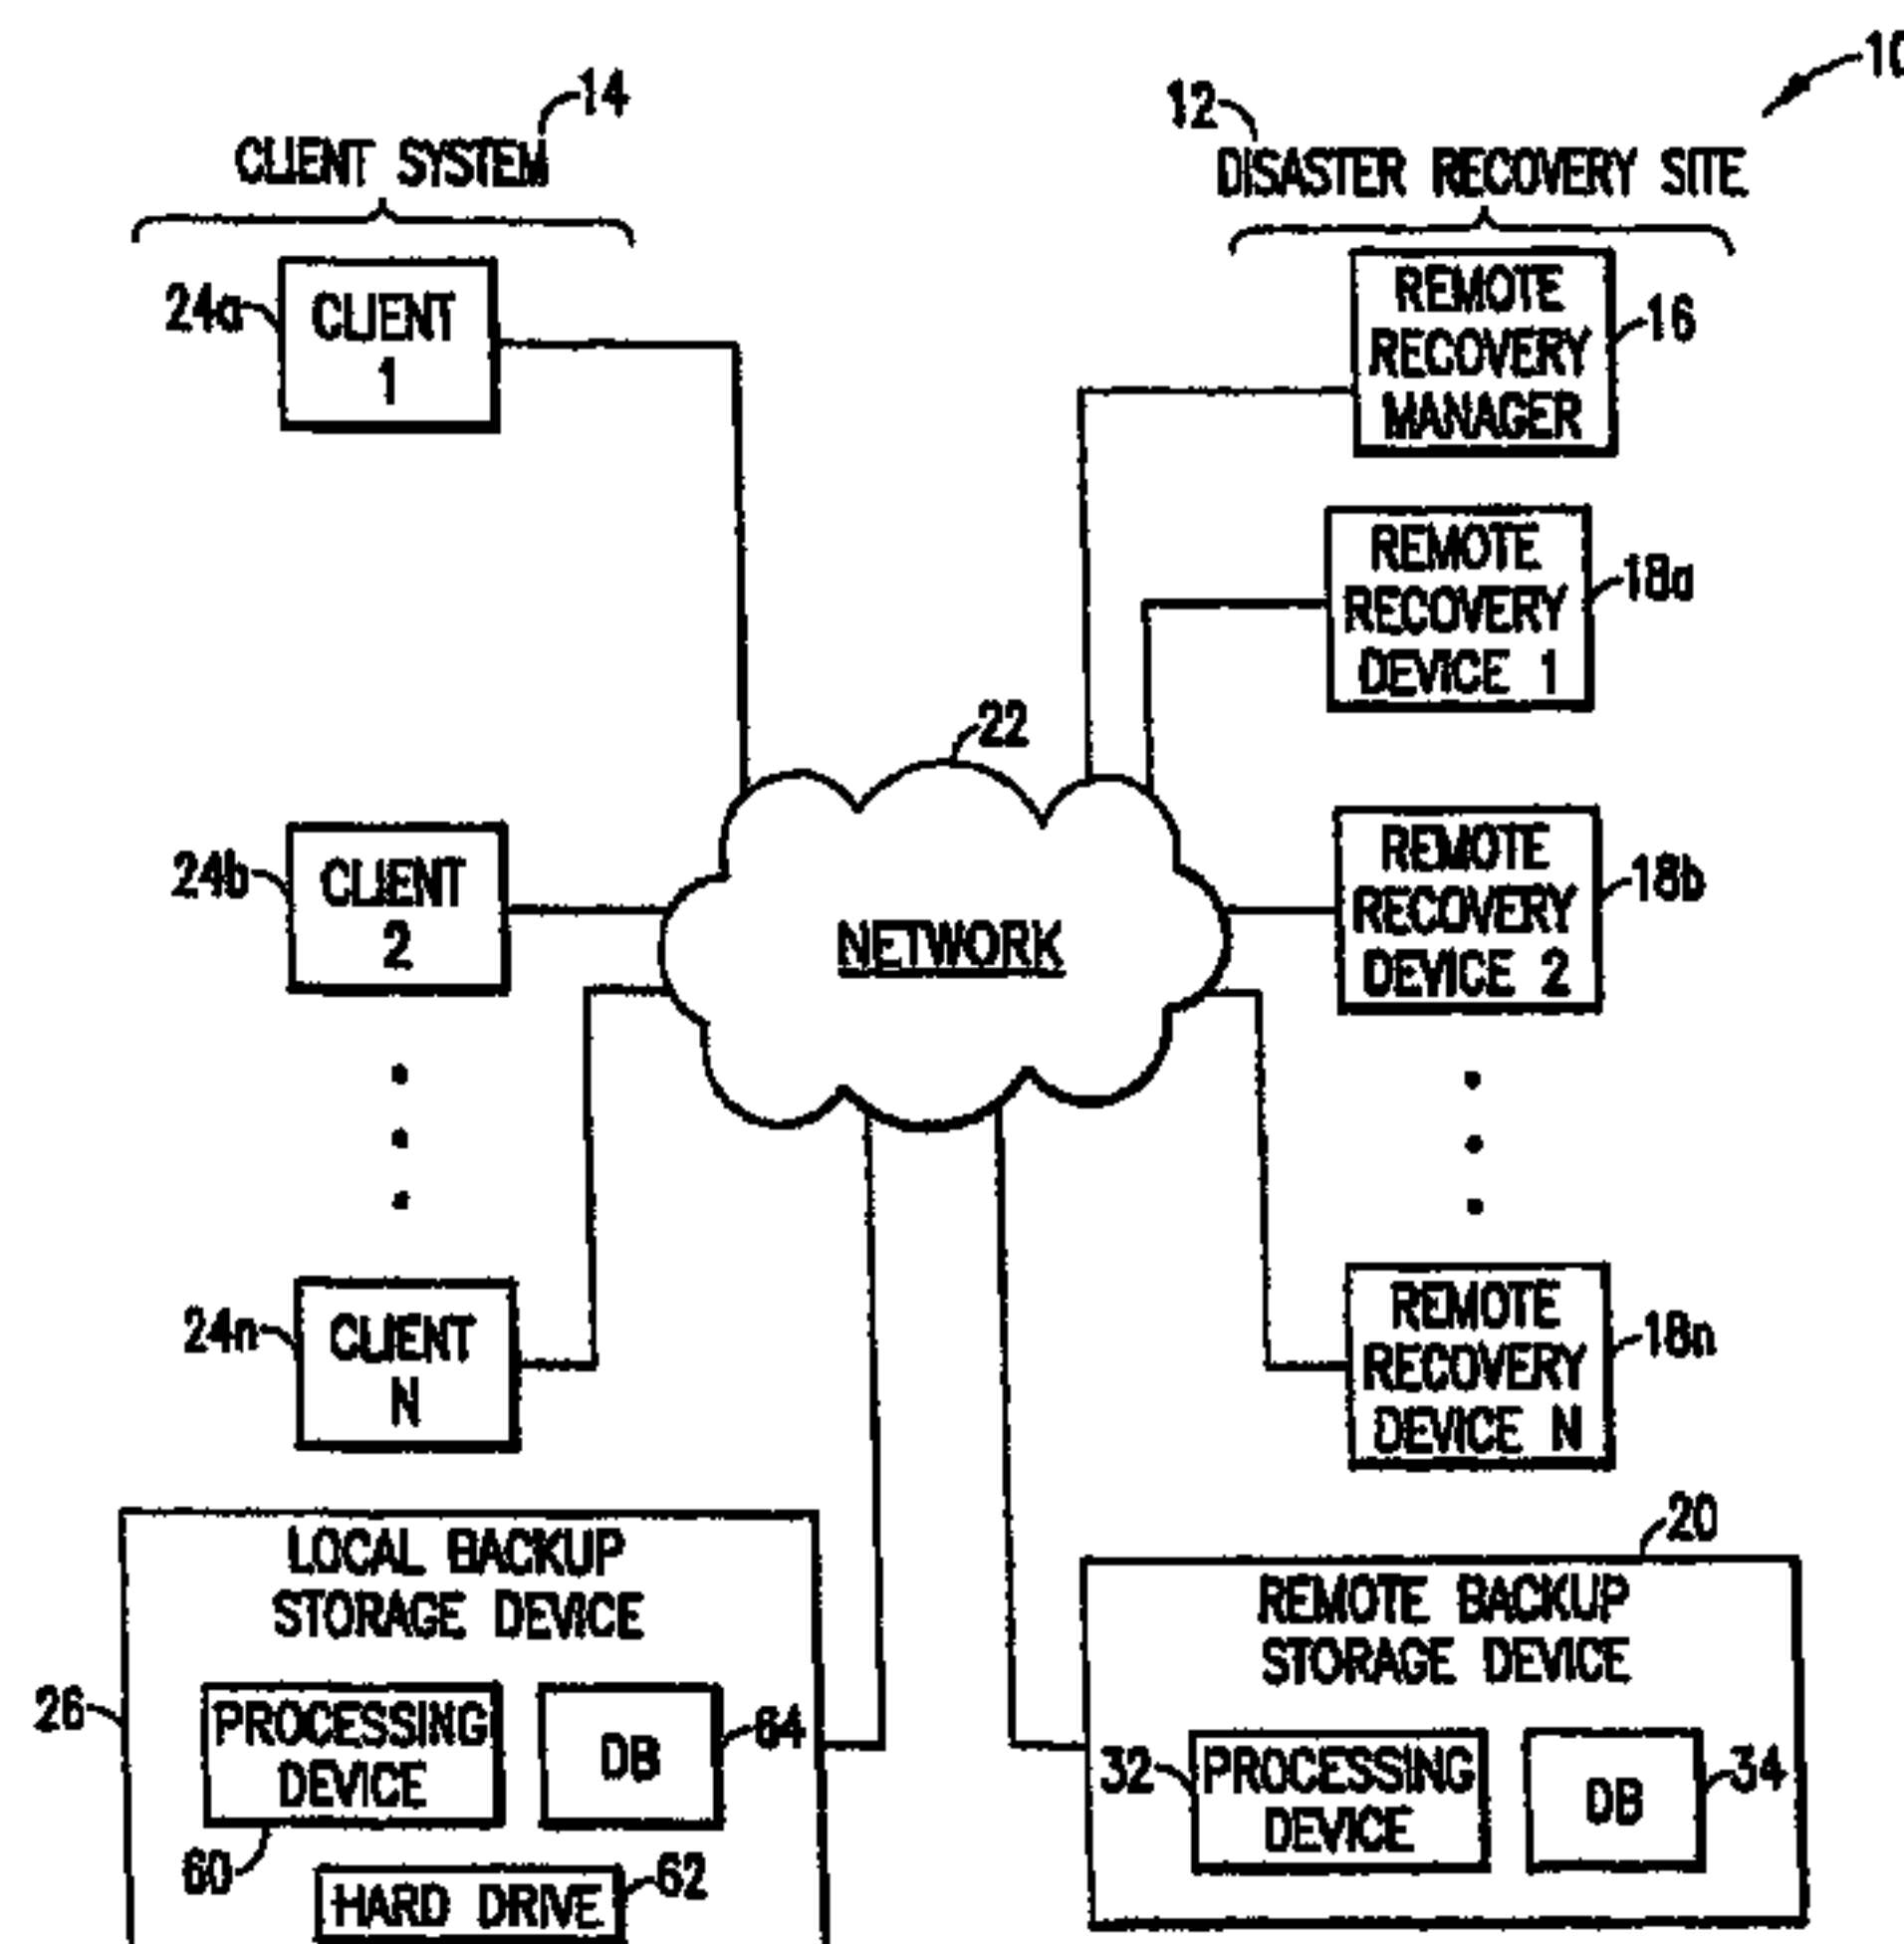 10
14
CLIENT SYSTEM
12
DISASTER RECOVERY SITE
24a
CLIENT
1
REMOTE
RECOVERY
MANAGER
16
REMOTE
RECOVERY
DEVICE 1
18a
22
NETWORK
24b
CLIENT
2
REMOTE
RECOVERY
DEVICE 2
18b
24n
CLIENT
N
REMOTE
RECOVERY
DEVICE N
18n
LOCAL BACKUP
STORAGE DEVICE
26
PROCESSING
DEVICE
60
DB
64
HARD DRIVE
62
20
REMOTE BACKUP
STORAGE DEVICE
32
PROCESSING
DEVICE
DB
34